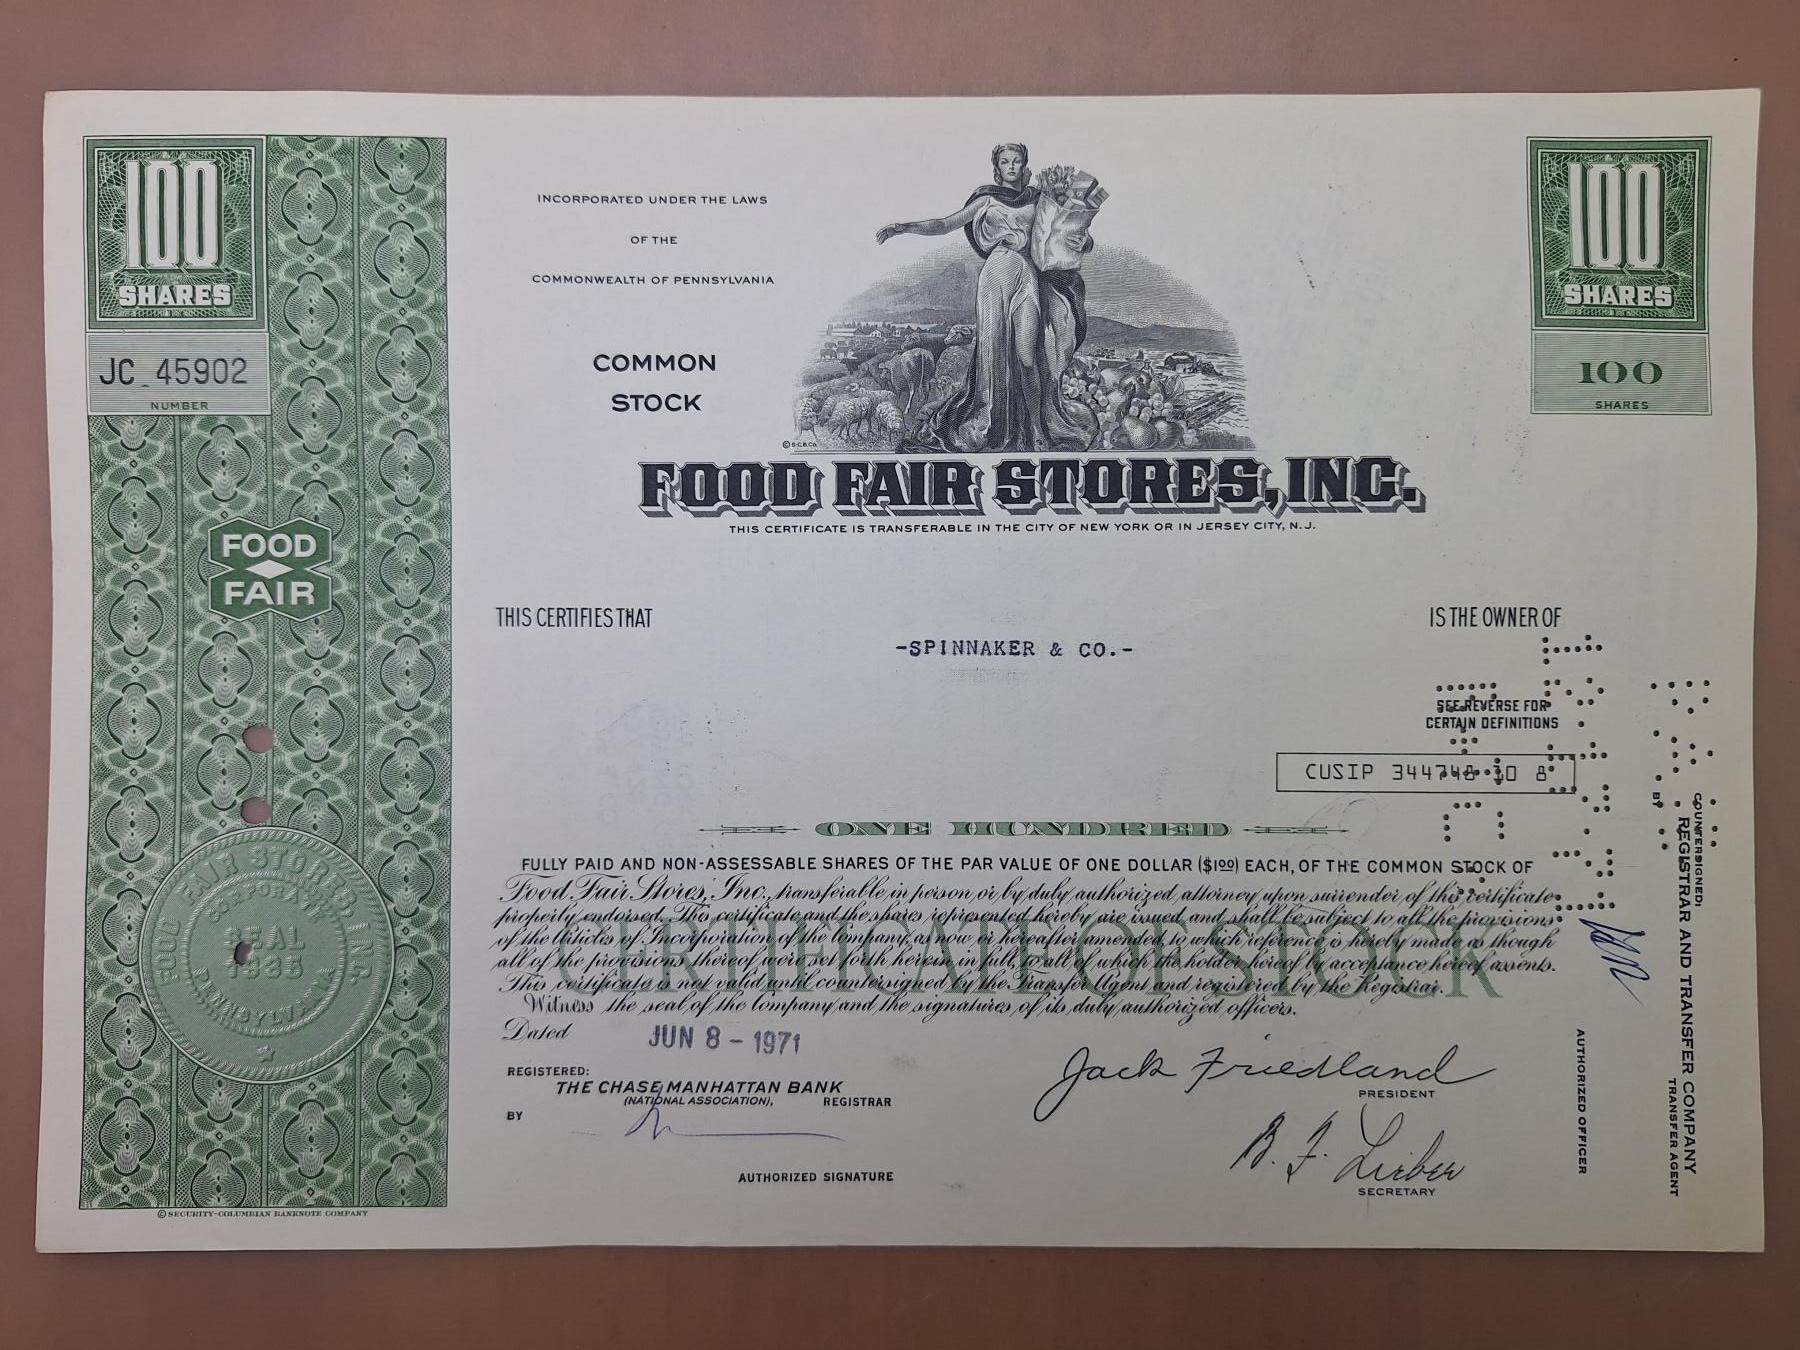 100
SHARES
JC 45902
NUMBER
INCORPORATED UNDER THE LAWS
OF THE
COMMONWEALTH OF PENNSYLVANIA
COMMON
STOCK
© S-C.B.Co.
100
SHARES
100
SHARES
FOOD FAIR STORES, INC.
THIS CERTIFICATE IS TRANSFERABLE IN THE CITY OF NEW YORK OR IN JERSEY CITY, N.J.
FOOD
FAIR
THIS CERTIFIES THAT
IS THE OWNER OF
-SPINNAKER & CO.-
SEE REVERSE FOR
CERTAIN DEFINITIONS
CUSIP 344748 10 8
ONE HUNDRED
FULLY PAID AND NON-ASSESSABLE SHARES OF THE PAR VALUE OF ONE DOLLAR ($1.00) EACH, OF THE COMMON STOCK OF
Food Fair Stores, Inc., transferable in person or by duly authorized attorney upon surrender of this certificate
properly endorsed. This certificate and the shares represented hereby are issued and shall be subject to all the provisions
of the Articles of Incorporation of the Company, as now or hereafter amended, to which reference is hereby made as though
all of the provisions thereof were set forth herein in full, to all of which the holder hereof by acceptance hereof assents.
This certificate is not valid until countersigned by the Transfer Agent and registered by the Registrar.
Witness the seal of the Company and the signatures of its duly authorized officers.
CERTIFICATE OF STOCK
Dated JUN 8 - 1971
REGISTERED:
THE CHASE MANHATTAN BANK
(NATIONAL ASSOCIATION),
REGISTRAR
BY
AUTHORIZED SIGNATURE
Jack Friedland
PRESIDENT
B. F. Lieber
SECRETARY
COUNTERSIGNED:
REGISTRAR AND TRANSFER COMPANY
TRANSFER AGENT
BY
AUTHORIZED OFFICER
FOOD FAIR STORES, INC.
CORPORATE
SEAL
1935
PENNSYLVANIA
© SECURITY-COLUMBIAN BANKNOTE COMPANY